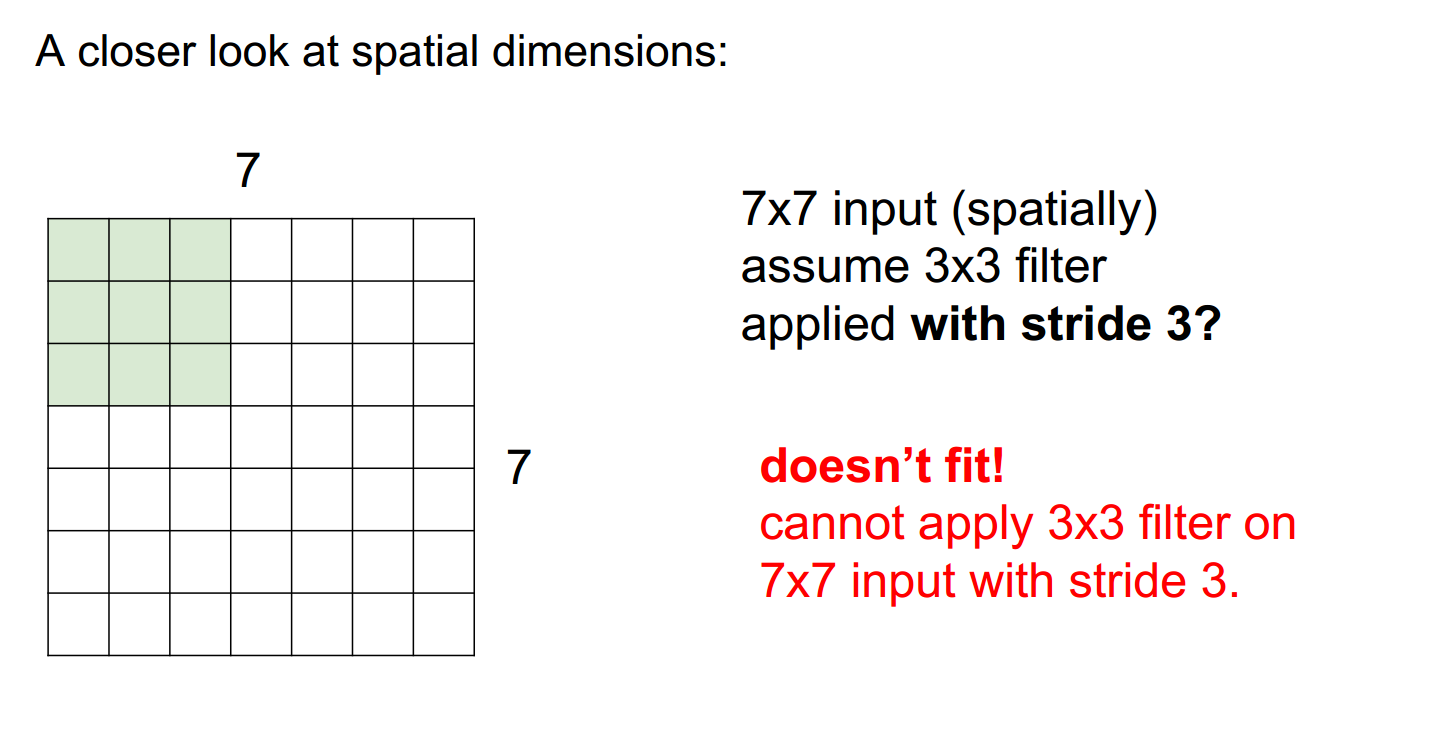 A closer look at spatial dimensions:
7
7x7 input (spatially)
assume 3x3 filter
applied with stride 3?
7
doesn’t fit!
cannot apply 3x3 filter on
7x7 input with stride 3.